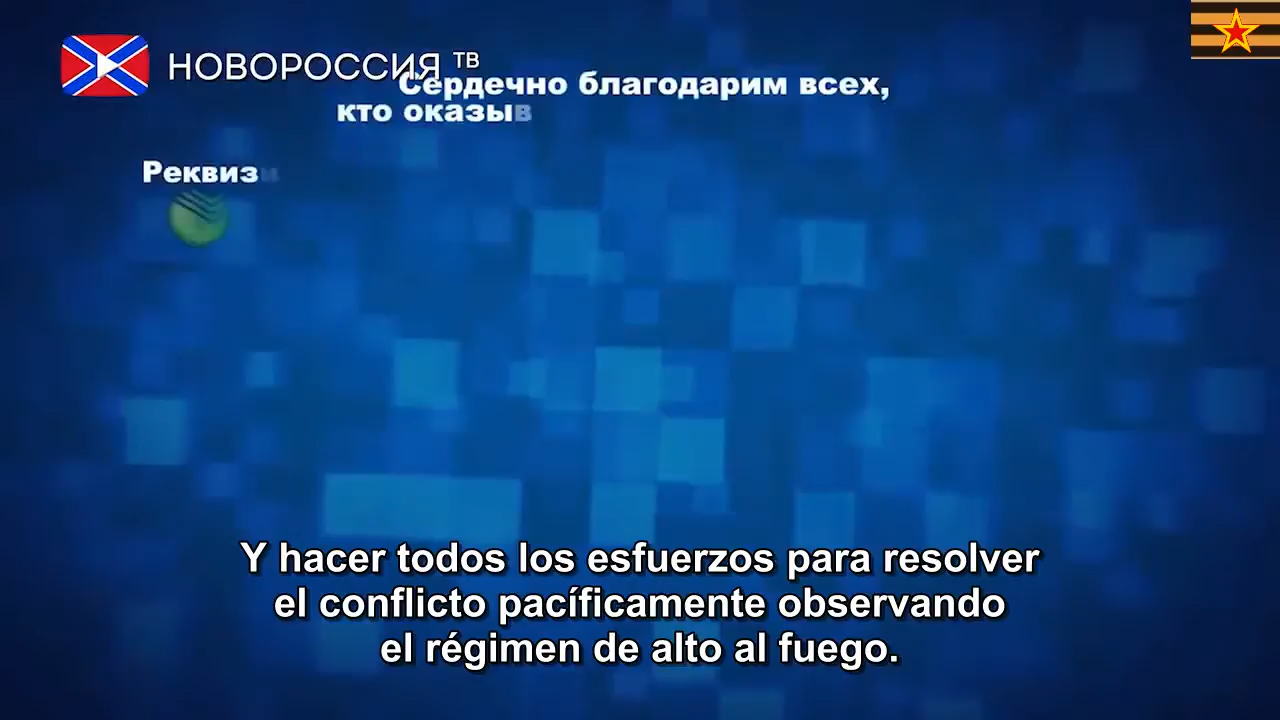 НОВОРОССИЯ ТВ
Сердечно благодарим всех,
кто оказыв
Реквизи
Y hacer todos los esfuerzos para resolver
el conflicto pacíficamente observando
el régimen de alto al fuego.